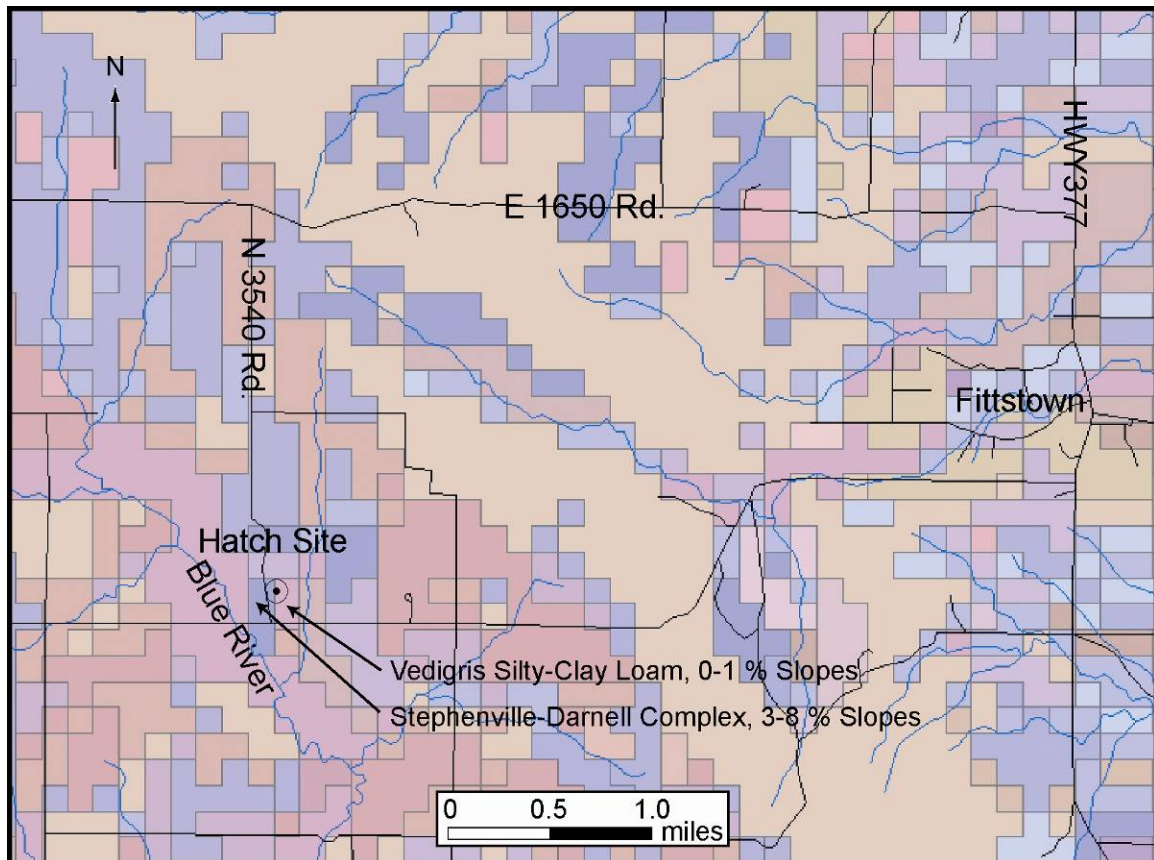 N
E 1650 Rd.
HWY377
N 3540 Rd.
Fittstown
Hatch Site
Blue River
Vedigris Silty-Clay Loam, 0-1 % Slopes
Stephenville-Darnell Complex, 3-8 % Slopes
0 0.5 1.0
miles